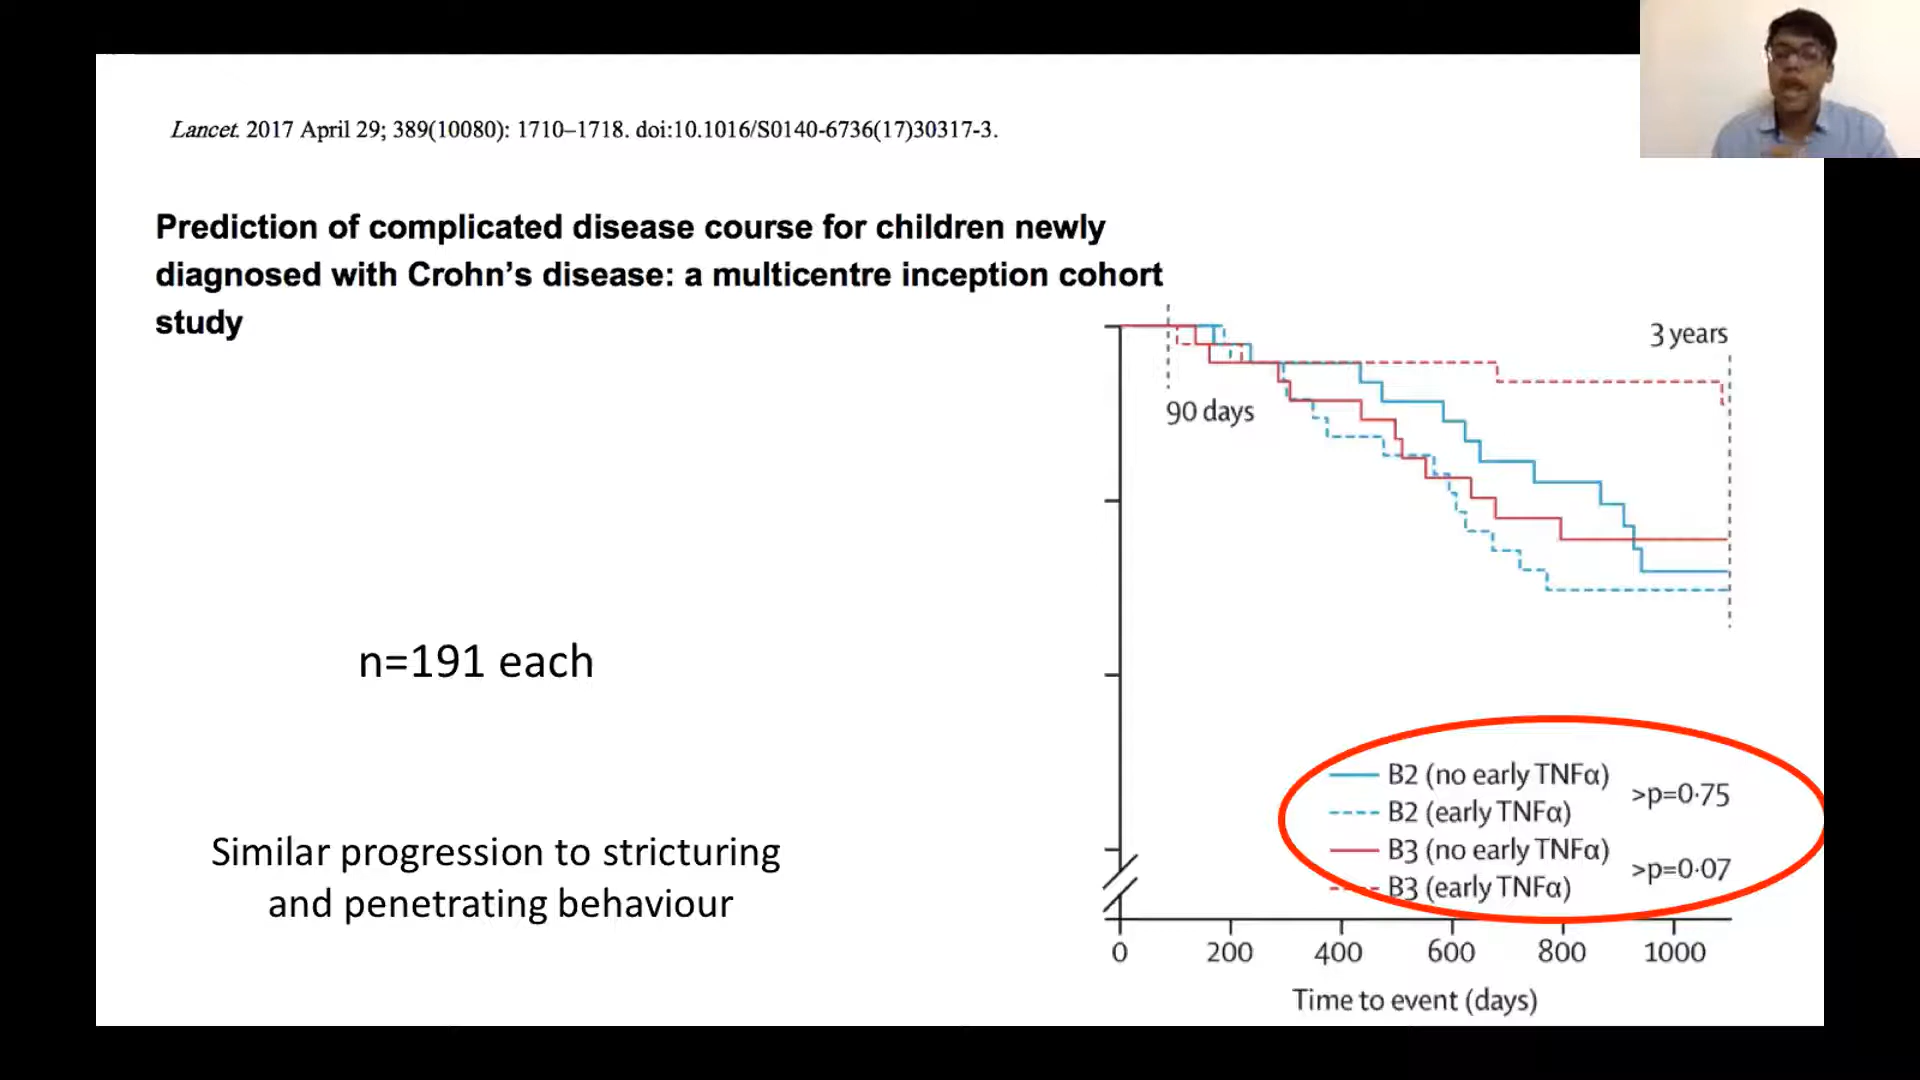 Lancet. 2017 April 29; 389(10080): 1710–1718. doi:10.1016/S0140-6736(17)30317-3.
Prediction of complicated disease course for children newly
diagnosed with Crohn’s disease: a multicentre inception cohort
study
n=191 each
Similar progression to stricturing
and penetrating behaviour
3 years
90 days
B2 (no early TNFα)
B2 (early TNFα)
>p=0·75
B3 (no early TNFα)
B3 (early TNFα)
>p=0·07
0 200 400 600 800 1000
Time to event (days)